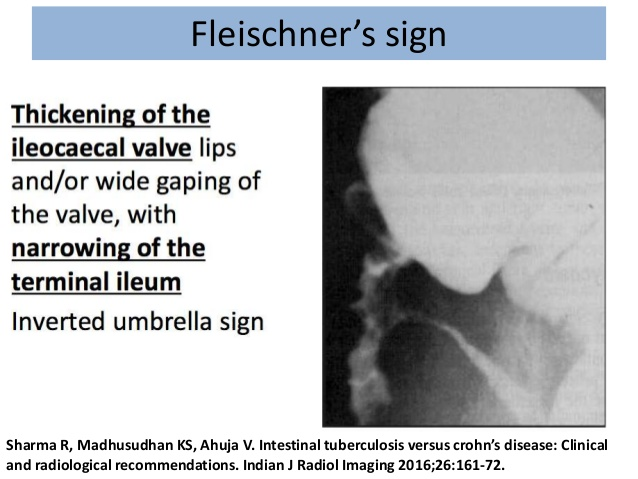 Fleischner’s sign
Thickening of the
ileocaecal valve lips
and/or wide gaping of
the valve, with
narrowing of the
terminal ileum
Inverted umbrella sign
Sharma R, Madhusudhan KS, Ahuja V. Intestinal tuberculosis versus crohn’s disease: Clinical
and radiological recommendations. Indian J Radiol Imaging 2016;26:161-72.